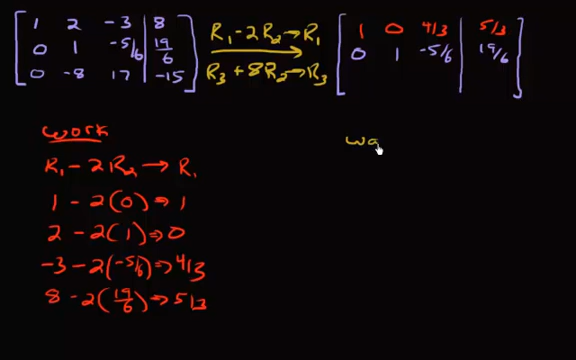 1 2 -3 | 8 R₁ - 2R₂ → R₁ 1 0 4/3 | 5/3
0 1 -5/6 | 19/6 R₃ + 8R₂ → R₃ 0 1 -5/6 | 19/6
0 -8 17 | -15
work
R₁ - 2R₂ → R₁
1 - 2(0) ⇒ 1
2 - 2(1) ⇒ 0
-3 - 2(-5/6) ⇒ 4/3
8 - 2(19/6) ⇒ 5/3
wo